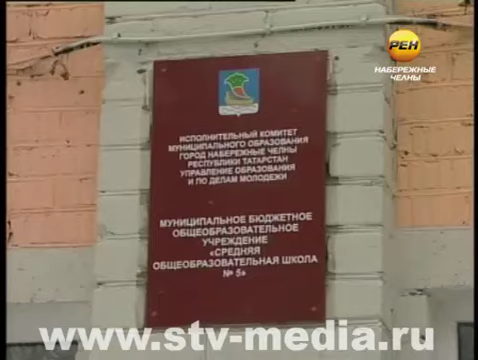 РЕН
НАБЕРЕЖНЫЕ
ЧЕЛНЫ
ИСПОЛНИТЕЛЬНЫЙ КОМИТЕТ
МУНИЦИПАЛЬНОГО ОБРАЗОВАНИЯ
ГОРОД НАБЕРЕЖНЫЕ ЧЕЛНЫ
РЕСПУБЛИКИ ТАТАРСТАН
УПРАВЛЕНИЕ ОБРАЗОВАНИЯ
И ПО ДЕЛАМ МОЛОДЕЖИ
МУНИЦИПАЛЬНОЕ БЮДЖЕТНОЕ
ОБЩЕОБРАЗОВАТЕЛЬНОЕ
УЧРЕЖДЕНИЕ
«СРЕДНЯЯ
ОБЩЕОБРАЗОВАТЕЛЬНАЯ ШКОЛА
№ 5»
www.stv-media.ru